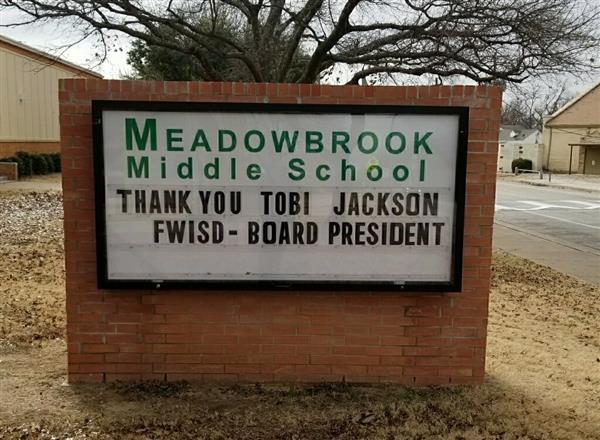 MEADOWBROOK
Middle School
THANK YOU TOBI JACKSON
FWISD - BOARD PRESIDENT